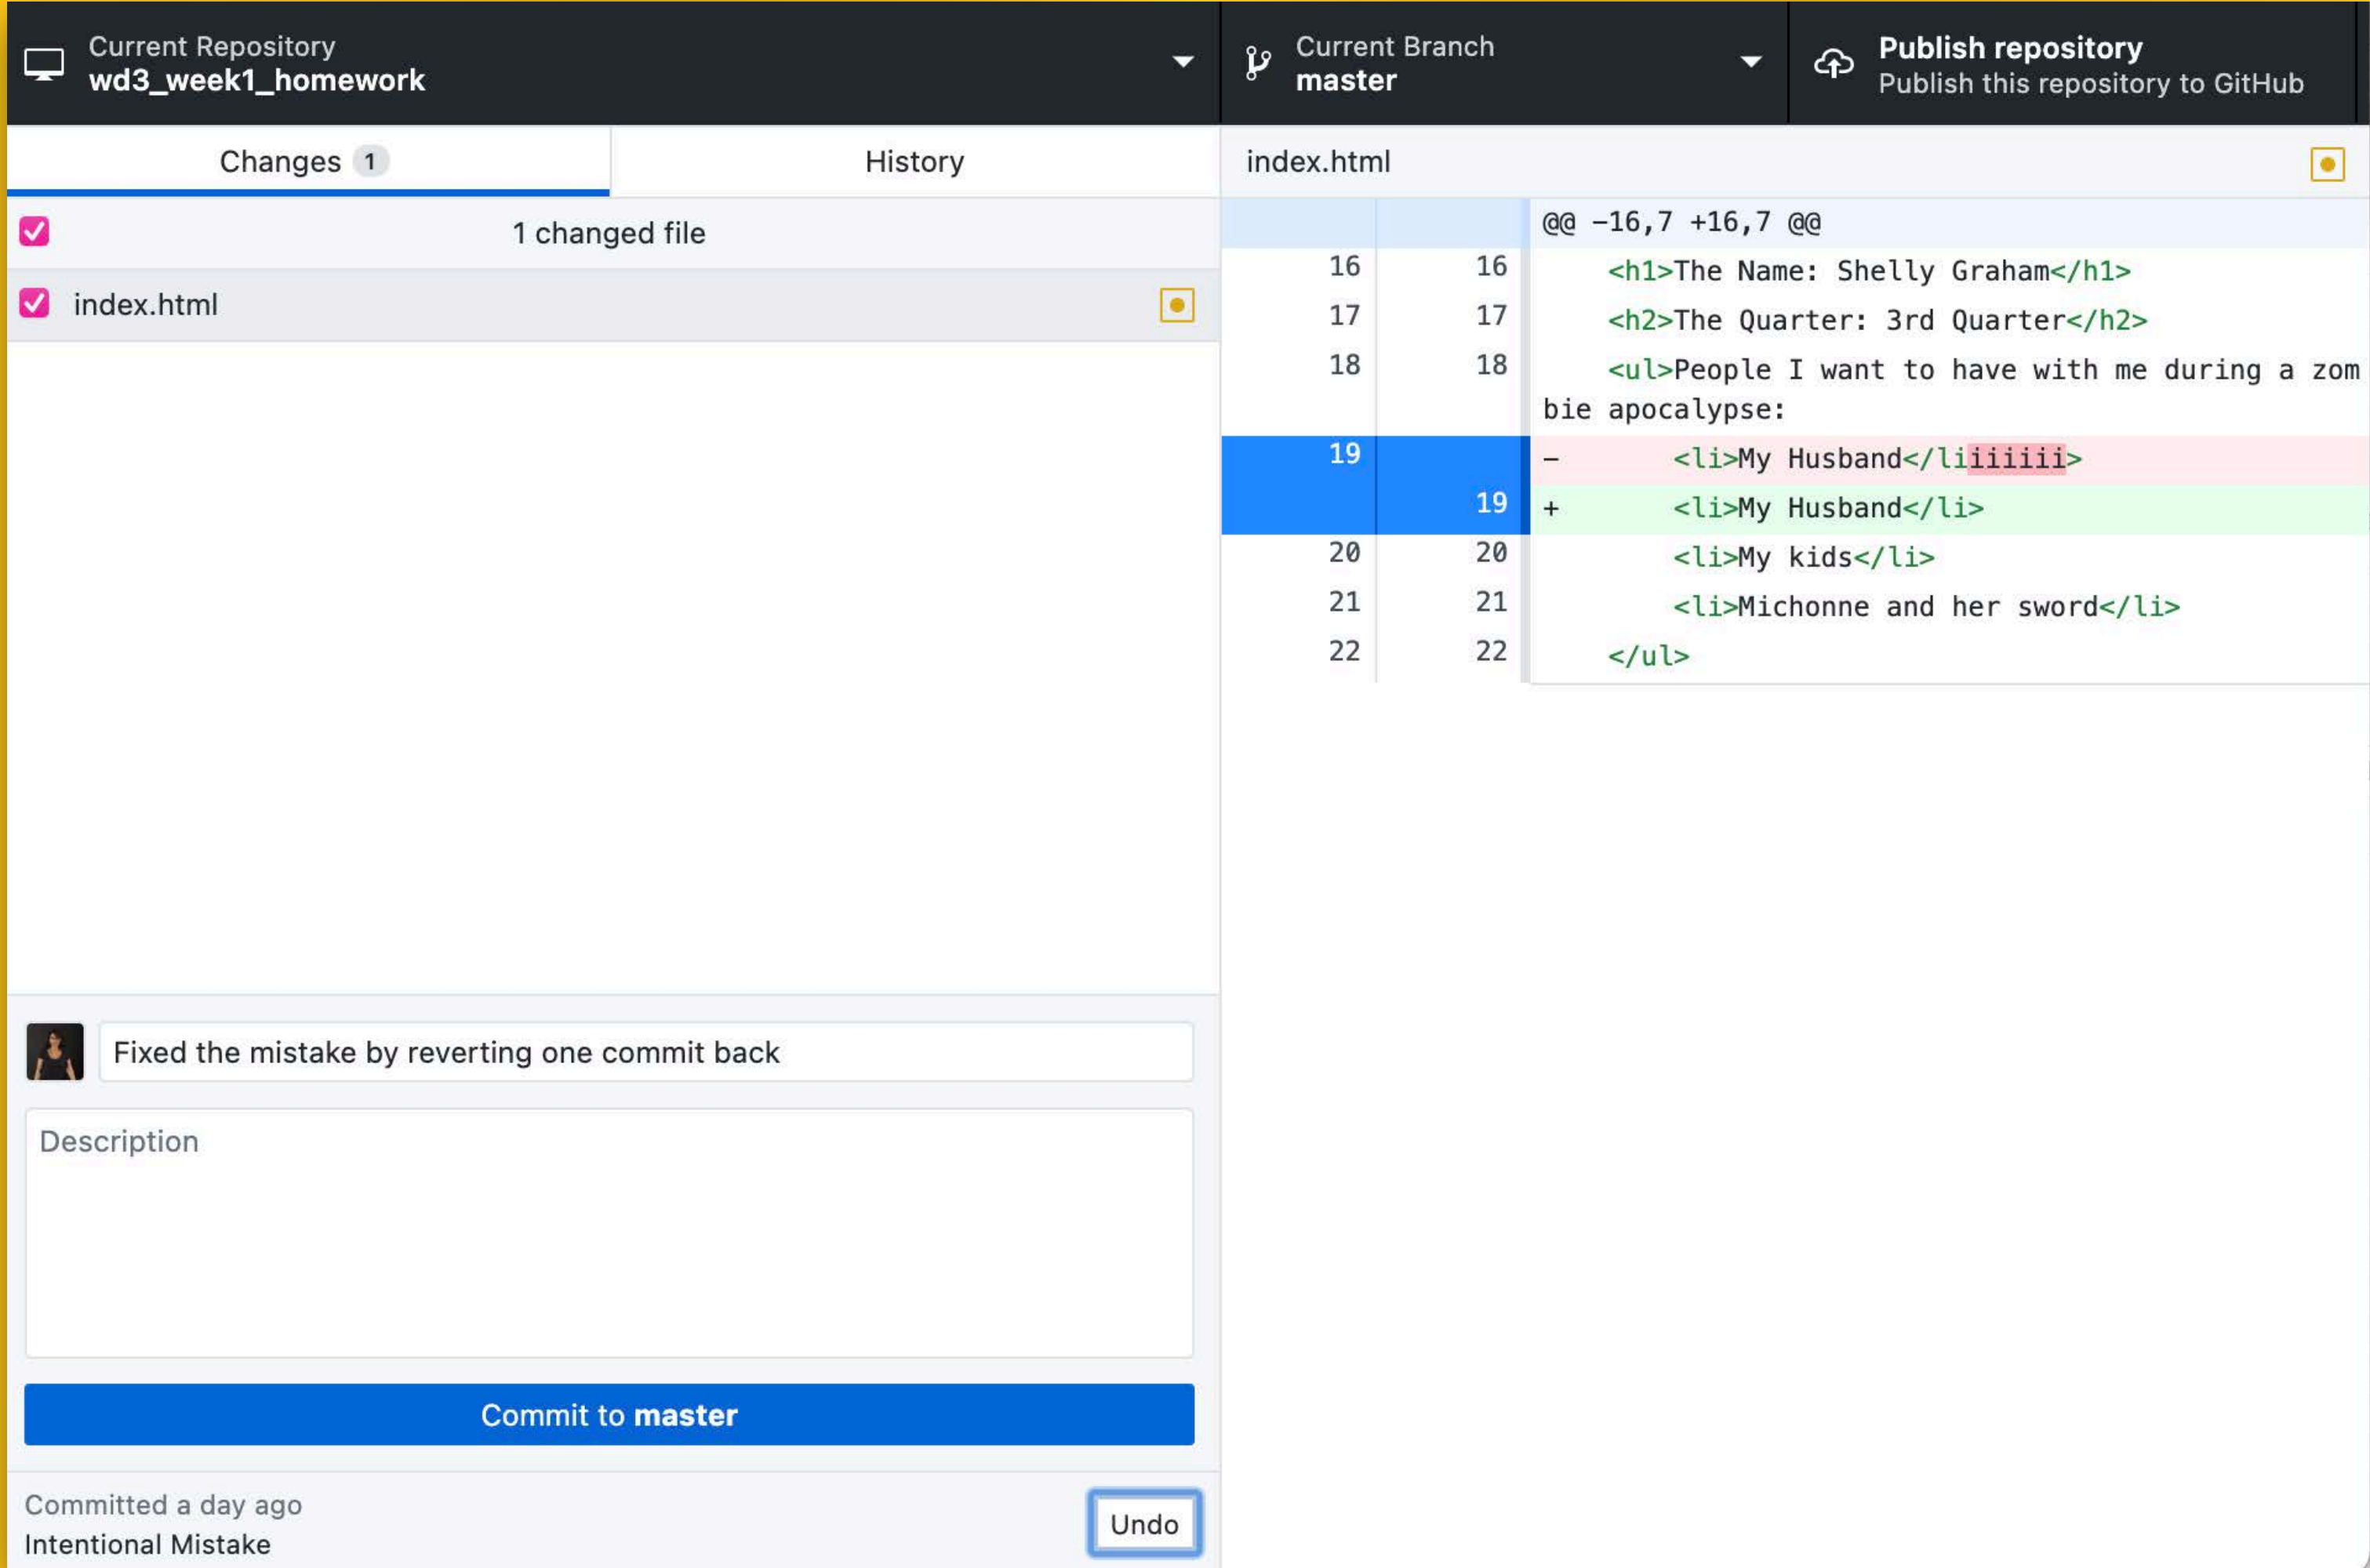 Current Repository
wd3_week1_homework
Current Branch
master
Publish repository
Publish this repository to GitHub
Changes 1
History
1 changed file
index.html
index.html
@@ -16,7 +16,7 @@
16 16 <h1>The Name: Shelly Graham</h1>
17 17 <h2>The Quarter: 3rd Quarter</h2>
18 18 <ul>People I want to have with me during a zom
bie apocalypse:
19 - <li>My Husband</liiiiiiii>
19 + <li>My Husband</li>
20 20 <li>My kids</li>
21 21 <li>Michonne and her sword</li>
22 22 </ul>
Fixed the mistake by reverting one commit back
Description
Commit to master
Committed a day ago
Intentional Mistake
Undo